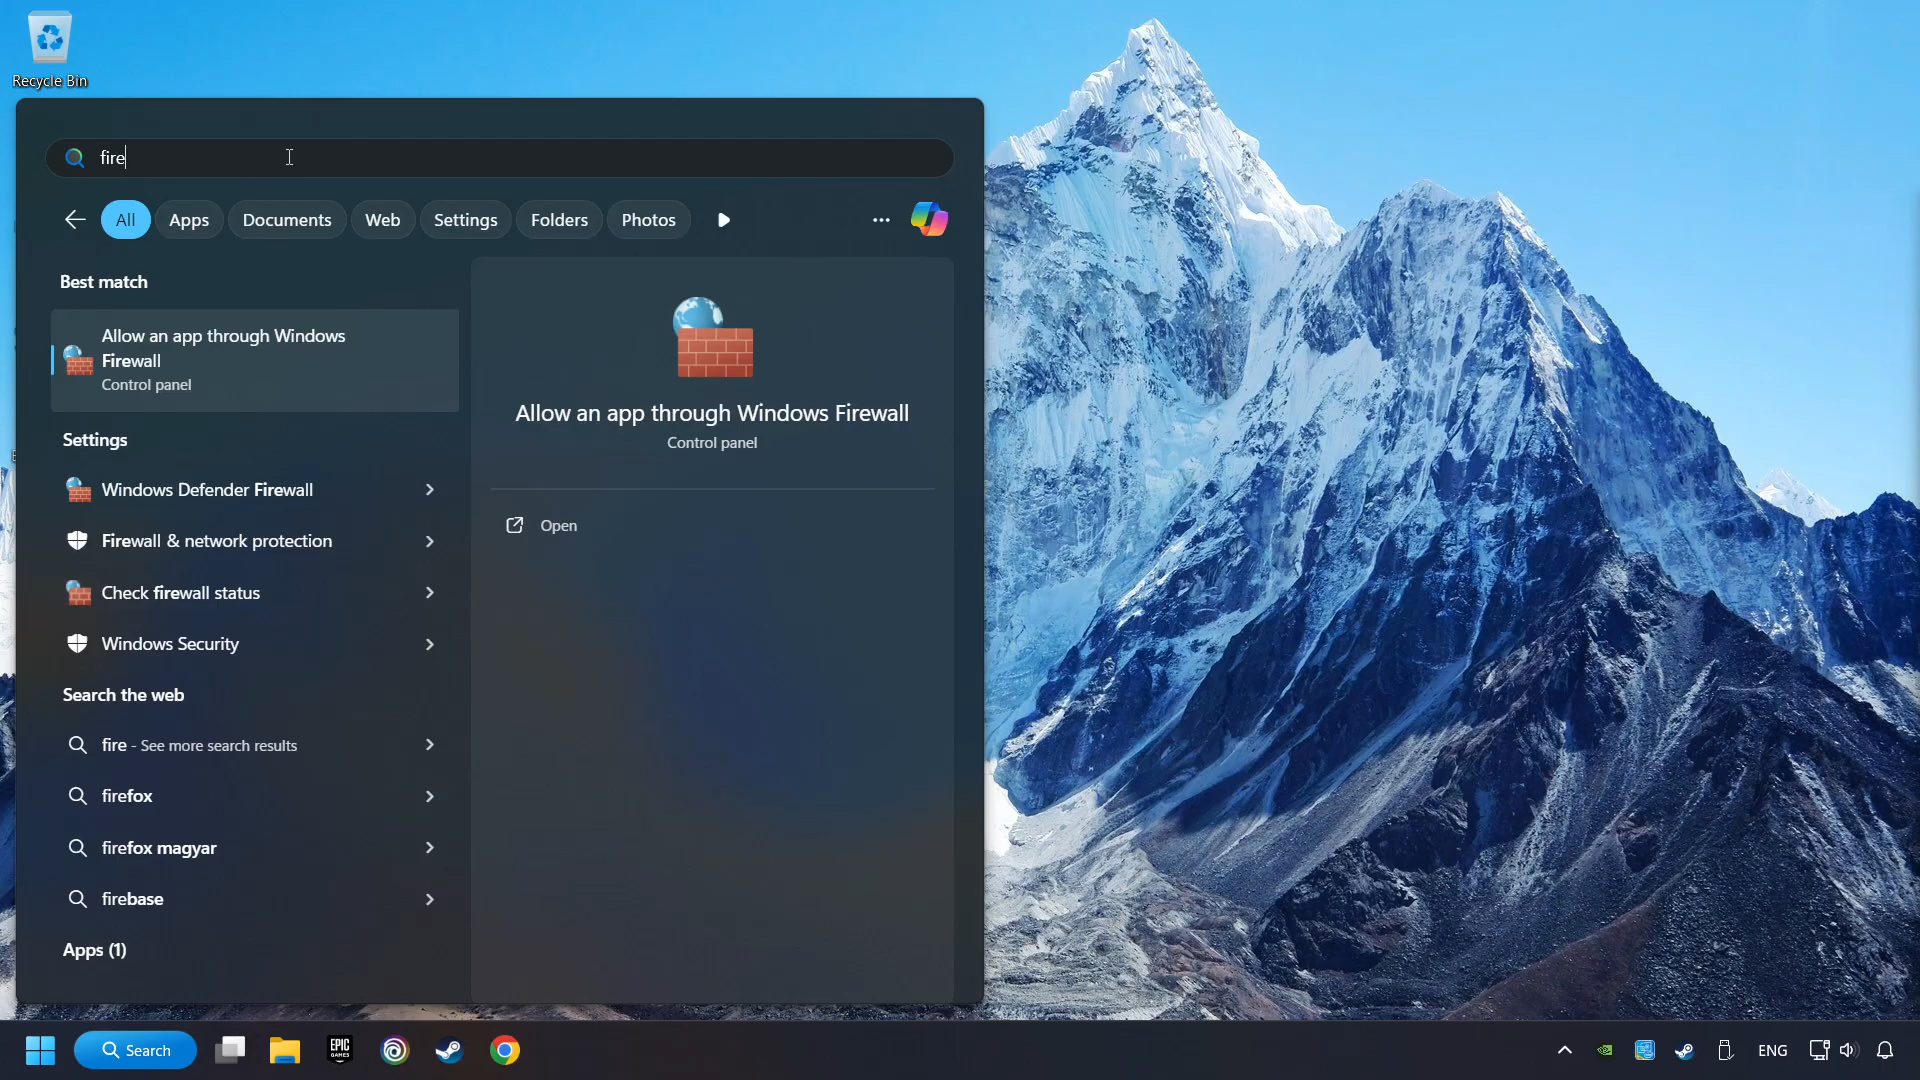 Recycle Bin
fire
All
Apps
Documents
Web
Settings
Folders
Photos
Best match
Allow an app through Windows
Firewall
Control panel
Settings
Windows Defender Firewall
Firewall & network protection
Check firewall status
Windows Security
Search the web
fire - See more search results
firefox
firefox magyar
firebase
Apps (1)
Allow an app through Windows Firewall
Control panel
Open
Search
EPIC
GAMES
ENG